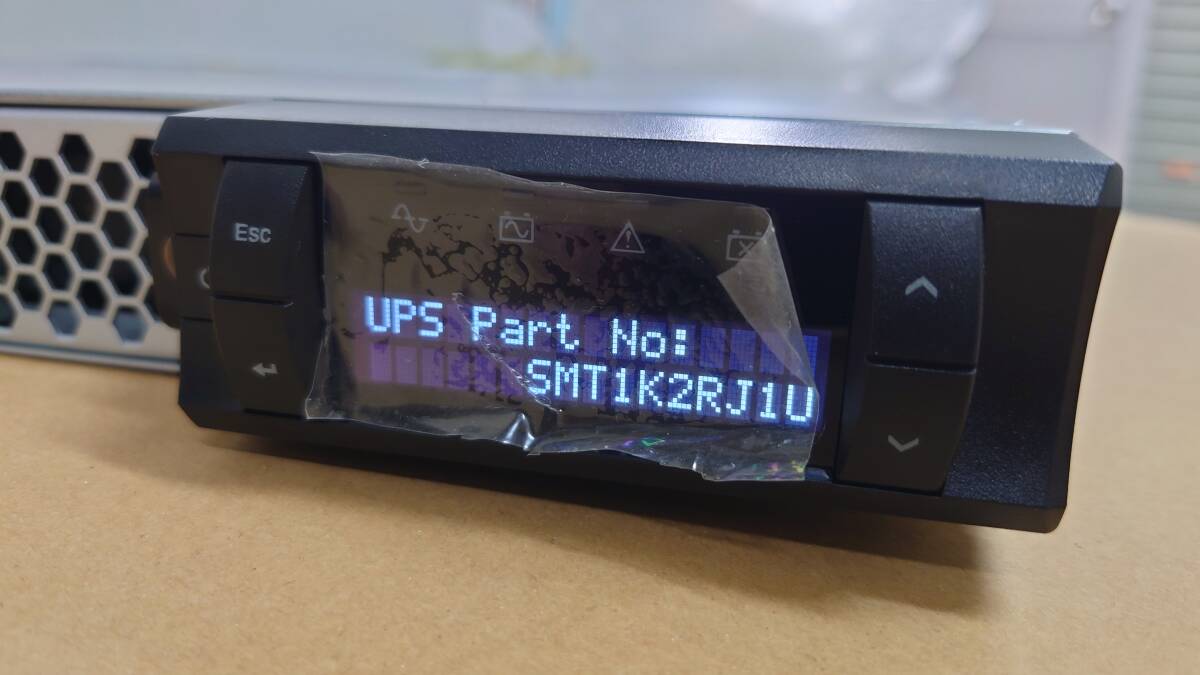 Esc
UPS Part No:
SMT1K2RJ1U